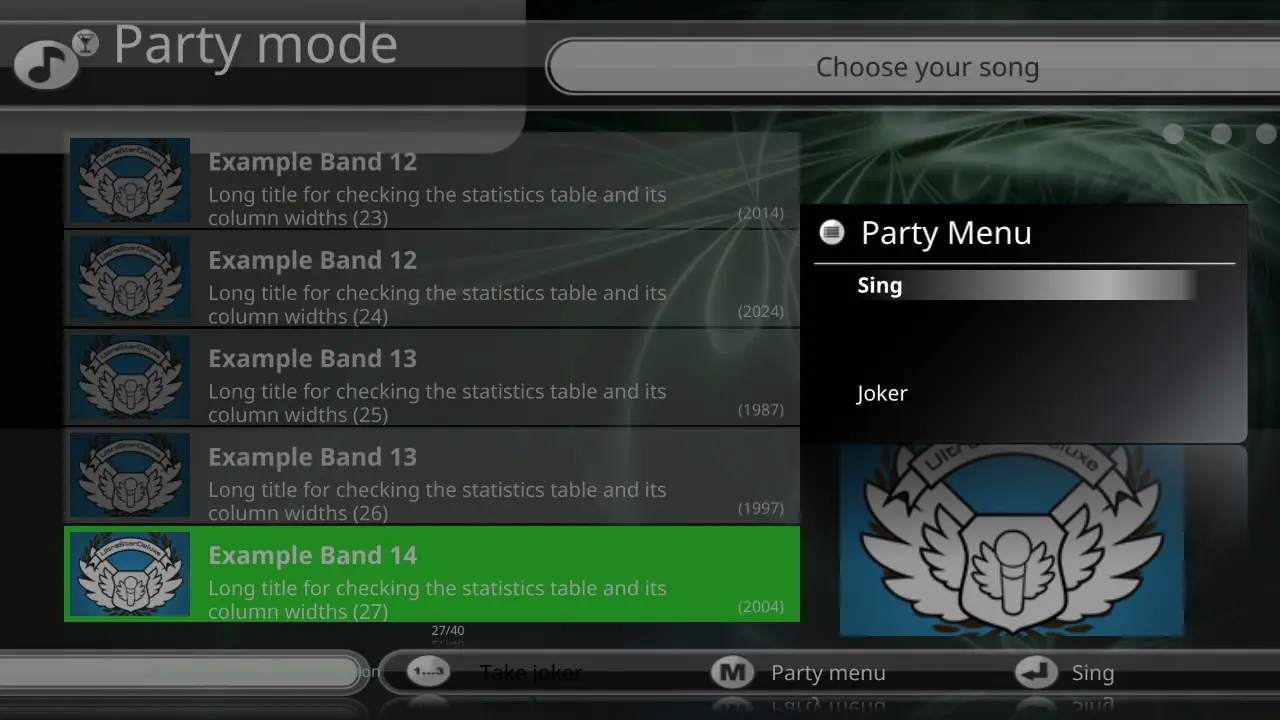 Party mode
Choose your song
Example Band 12
Long title for checking the statistics table and its
column widths (23)
(2014)
Example Band 12
Long title for checking the statistics table and its
column widths (24)
(2024)
Example Band 13
Long title for checking the statistics table and its
column widths (25)
(1987)
Example Band 13
Long title for checking the statistics table and its
column widths (26)
(1997)
Example Band 14
Long title for checking the statistics table and its
column widths (27)
(2004)
27/40
Party Menu
Sing
Joker
UltraStar Deluxe
1...3
Take joker
M
Party menu
Sing